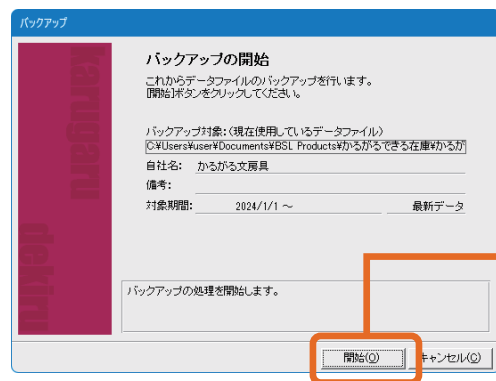 バックアップ
karugaru
dekiru
バックアップの開始
これからデータファイルのバックアップを行います。
[開始]ボタンをクリックしてください。
バックアップ対象:(現在使用しているデータファイル)
C:¥Users¥user¥Documents¥BSL Products¥かるがるできる在庫¥かるが
自社名: かるがる文房具
備考:
対象期間: 2024/1/1 ～ 最新データ
バックアップの処理を開始します。
開始(O) キャンセル(C)